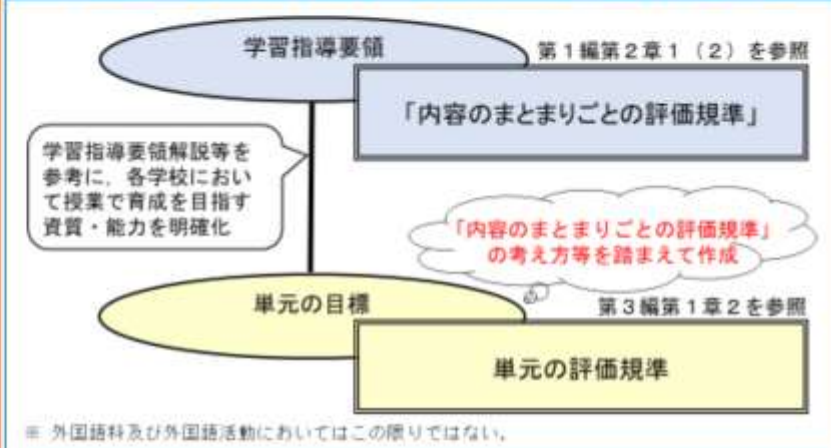 学習指導要領
第1編第2章1(2)を参照
「内容のまとまりごとの評価規準」
学習指導要領解説等を
参考に，各学校におい
て授業で育成を目指す
資質・能力を明確化
「内容のまとまりごとの評価規準」
の考え方等を踏まえて作成
単元の目標
第3編第1章2を参照
単元の評価規準
※ 外国語科及び外国語活動においてはこの限りではない。